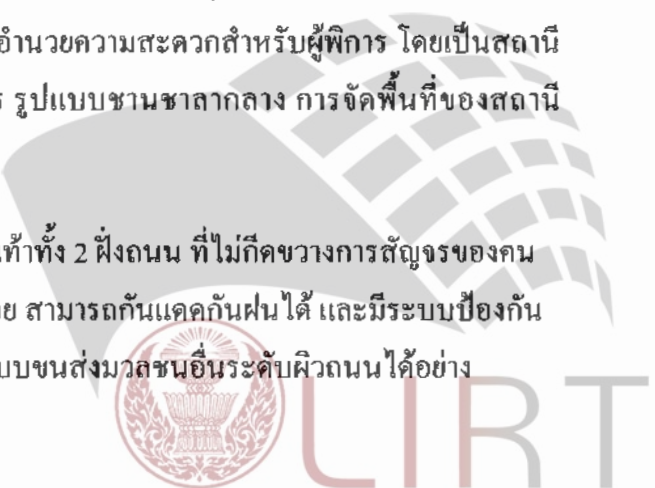 อำนวยความสะดวกสำหรับผู้พิการ โดยเป็นสถานี
รูปแบบชานชาลากลาง การจัดพื้นที่ของสถานี
ท้าทั้ง 2 ฝั่งถนน ที่ไม่กีดขวางการสัญจรของคน
สามารถกันแดดกันฝนได้ และมีระบบป้องกัน
บบขนส่งมวลชนอื่นระดับผิวถนนได้อย่าง
LIRT